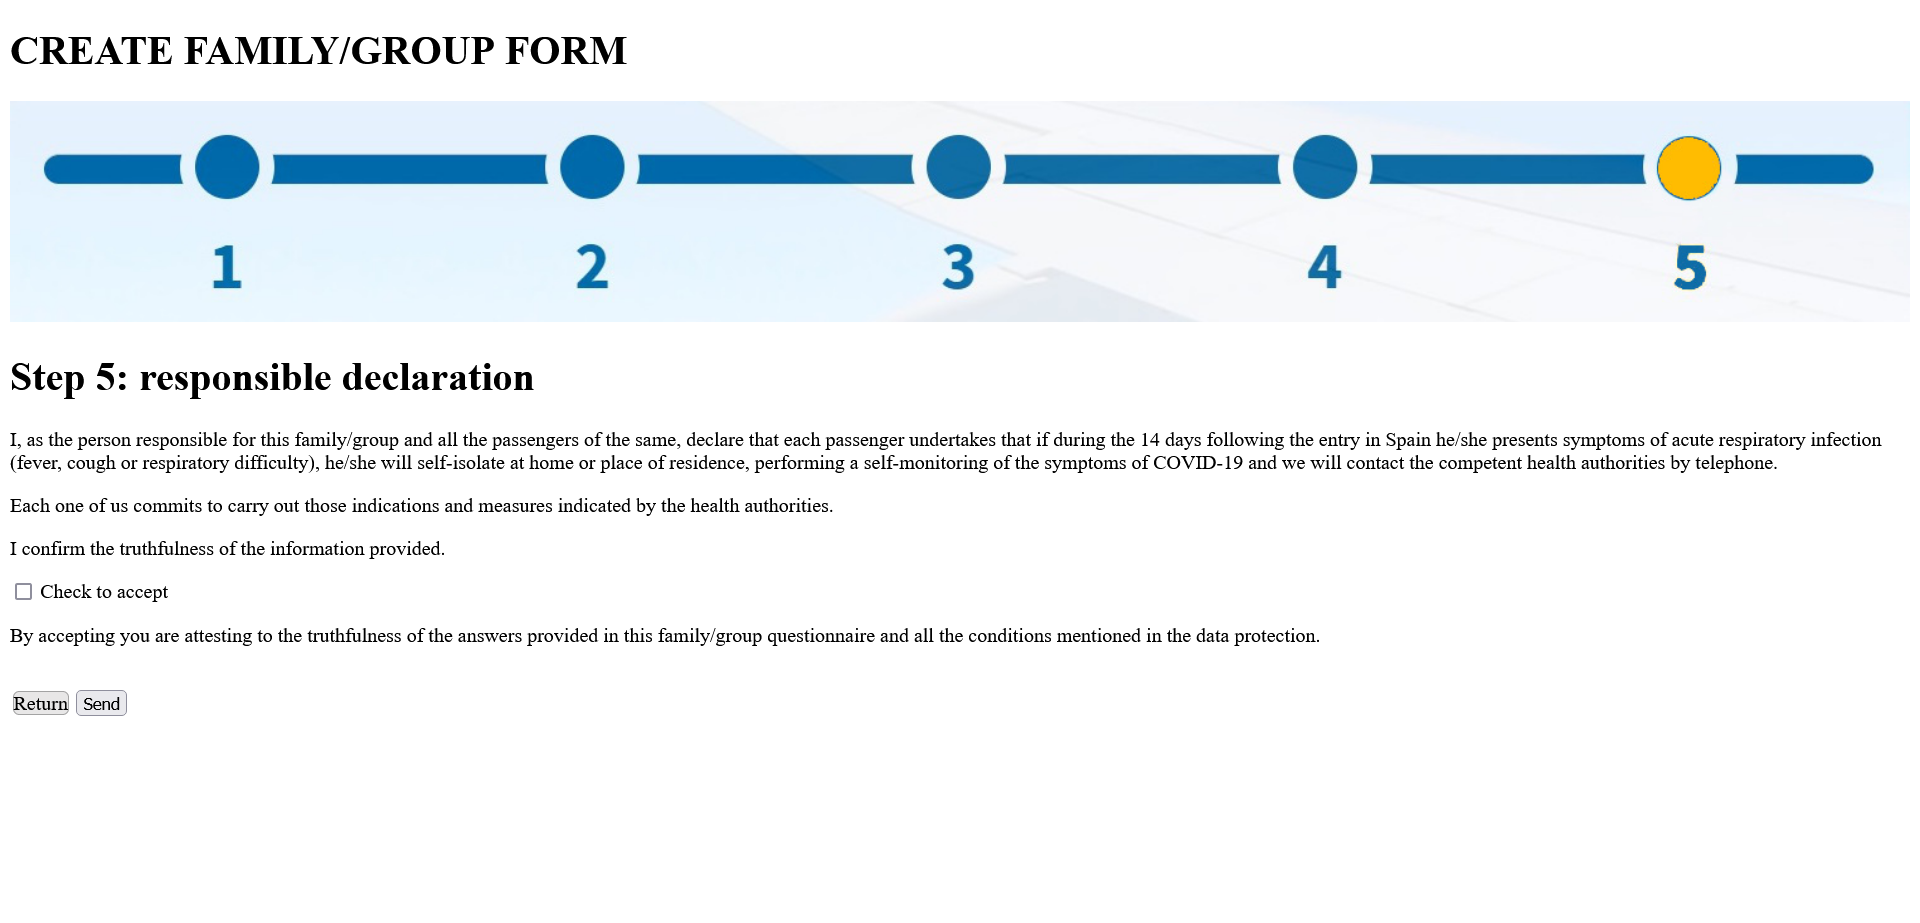 CREATE FAMILY/GROUP FORM
1 2 3 4 5
Step 5: responsible declaration
I, as the person responsible for this family/group and all the passengers of the same, declare that each passenger undertakes that if during the 14 days following the entry in Spain he/she presents symptoms of acute respiratory infection
(fever, cough or respiratory difficulty), he/she will self-isolate at home or place of residence, performing a self-monitoring of the symptoms of COVID-19 and we will contact the competent health authorities by telephone.
Each one of us commits to carry out those indications and measures indicated by the health authorities.
I confirm the truthfulness of the information provided.
Check to accept
By accepting you are attesting to the truthfulness of the answers provided in this family/group questionnaire and all the conditions mentioned in the data protection.
Return Send